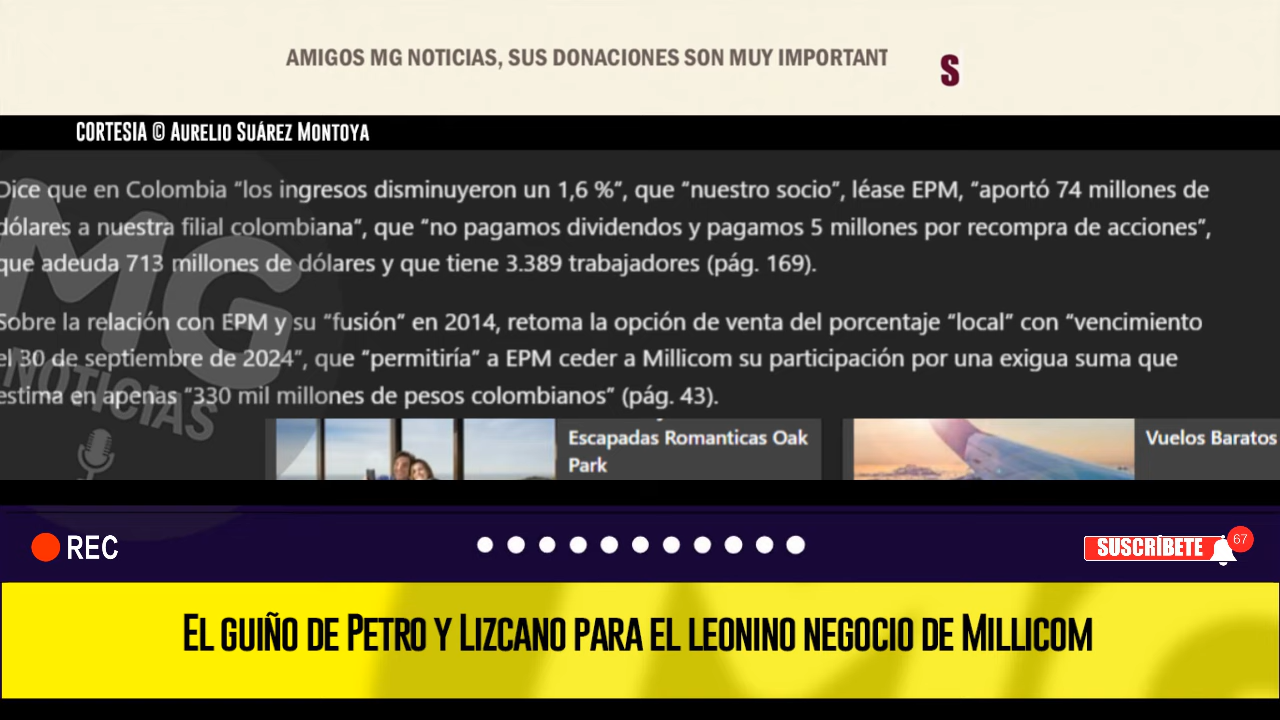 AMIGOS MG NOTICIAS, SUS DONACIONES SON MUY IMPORTANT S
CORTESIA © AURELIO SUÁREZ MONTOYA
Dice que en Colombia “los ingresos disminuyeron un 1,6 %”, que “nuestro socio”, léase EPM, “aportó 74 millones de
dólares a nuestra filial colombiana”, que “no pagamos dividendos y pagamos 5 millones por recompra de acciones”,
que adeuda 713 millones de dólares y que tiene 3.389 trabajadores (pág. 169).
Sobre la relación con EPM y su “fusión” en 2014, retoma la opción de venta del porcentaje “local” con “vencimiento
el 30 de septiembre de 2024”, que “permitiría” a EPM ceder a Millicom su participación por una exigua suma que
estima en apenas “330 mil millones de pesos colombianos” (pág. 43).
MG
NOTICIAS
Escapadas Romanticas Oak
Park
Vuelos Baratos
REC
SUSCRÍBETE
67
EL GUIÑO DE PETRO Y LIZCANO PARA EL LEONINO NEGOCIO DE MILLICOM